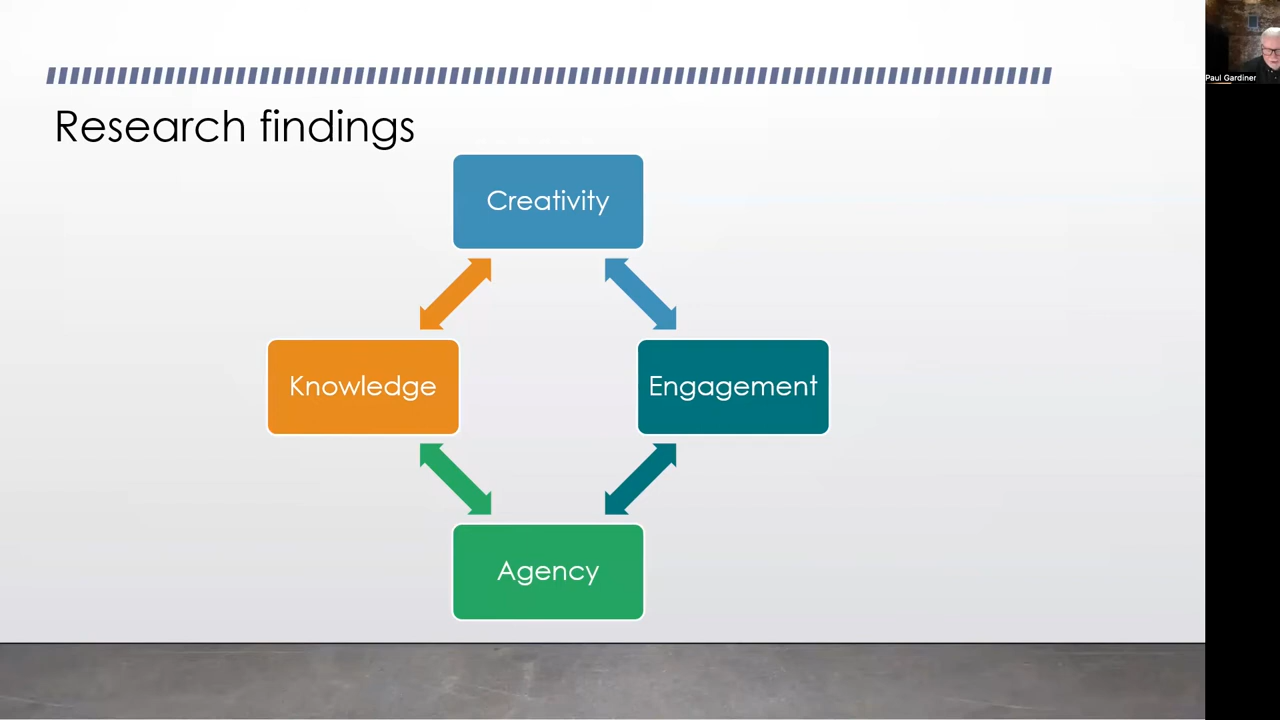 Paul Gardiner
Research findings
Creativity
Knowledge
Engagement
Agency